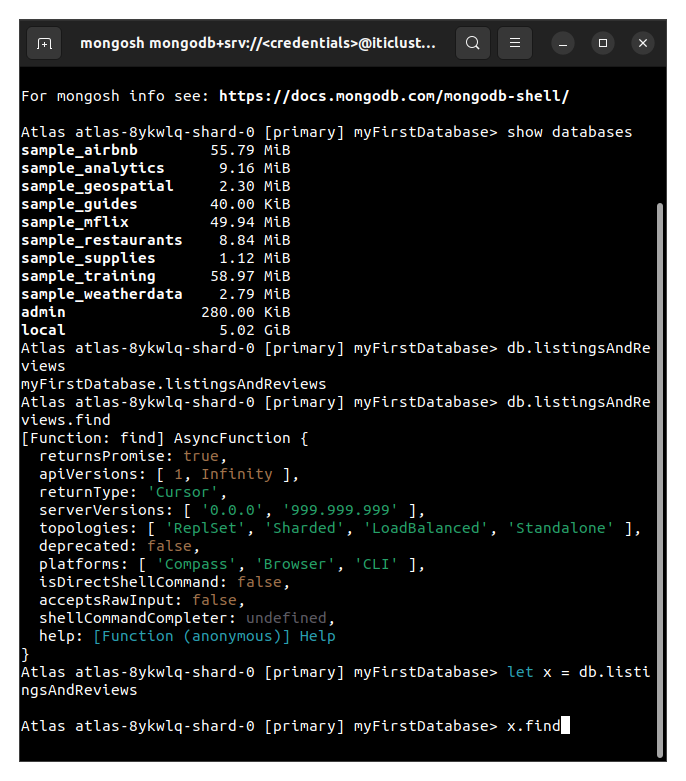 mongosh mongodb+srv://<credentials>@iticlust...
For mongosh info see: https://docs.mongodb.com/mongodb-shell/
Atlas atlas-8ykwlq-shard-0 [primary] myFirstDatabase> show databases
sample_airbnb        55.79 MiB
sample_analytics      9.16 MiB
sample_geospatial     2.30 MiB
sample_guides        40.00 KiB
sample_mflix         49.94 MiB
sample_restaurants    8.84 MiB
sample_supplies       1.12 MiB
sample_training      58.97 MiB
sample_weatherdata    2.79 MiB
admin               280.00 KiB
local                 5.02 GiB
Atlas atlas-8ykwlq-shard-0 [primary] myFirstDatabase> db.listingsAndRe
views
myFirstDatabase.listingsAndReviews
Atlas atlas-8ykwlq-shard-0 [primary] myFirstDatabase> db.listingsAndRe
views.find
[Function: find] AsyncFunction {
  returnsPromise: true,
  apiVersions: [ 1, Infinity ],
  returnType: 'Cursor',
  serverVersions: [ '0.0.0', '999.999.999' ],
  topologies: [ 'ReplSet', 'Sharded', 'LoadBalanced', 'Standalone' ],
  deprecated: false,
  platforms: [ 'Compass', 'Browser', 'CLI' ],
  isDirectShellCommand: false,
  acceptsRawInput: false,
  shellCommandCompleter: undefined,
  help: [Function (anonymous)] Help
}
Atlas atlas-8ykwlq-shard-0 [primary] myFirstDatabase> let x = db.listi
ngsAndReviews
Atlas atlas-8ykwlq-shard-0 [primary] myFirstDatabase> x.find